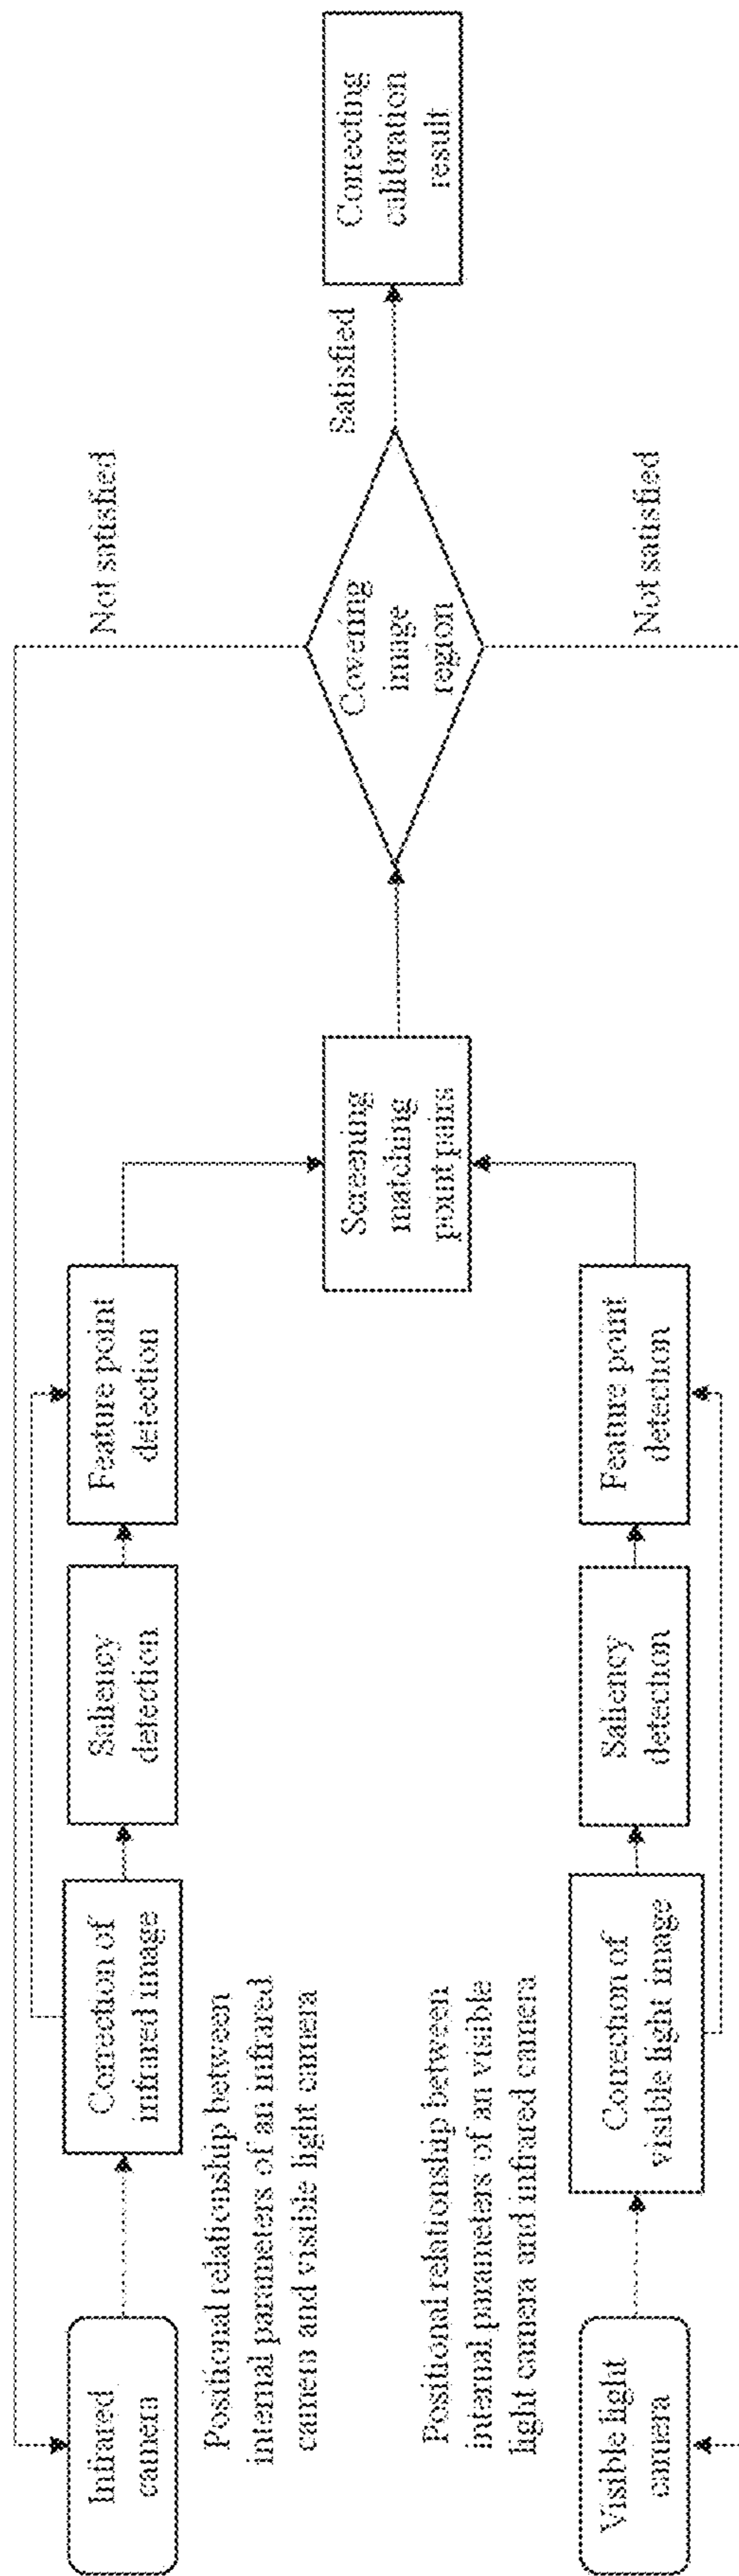 Infrared
camera
Correction of
infrared image
Saliency
detection
Feature point
detection
Not satisfied
Positional relationship between
internal parameters of an infrared
camera and visible light camera
Screening
matching
point pairs
Covering
image
region
Satisfied
Correcting
calibration
result
Positional relationship between
internal parameters of an visible
light camera and infrared camera
Visible light
camera
Correction of
visible light image
Saliency
detection
Feature point
detection
Not satisfied